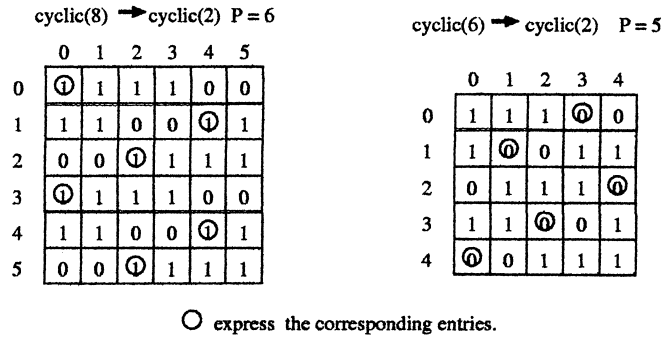 cyclic(8) → cyclic(2) P = 6
0 1 2 3 4 5
0 1 1 1 1 0 0
1 1 1 0 0 1 1
2 0 0 1 1 1 1
3 1 1 1 1 0 0
4 1 1 0 0 1 1
5 0 0 1 1 1 1
cyclic(6) → cyclic(2) P = 5
0 1 2 3 4
0 1 1 1 0 0
1 1 0 0 1 1
2 0 1 1 1 0
3 1 1 0 0 1
4 0 0 1 1 1
express the corresponding entries.